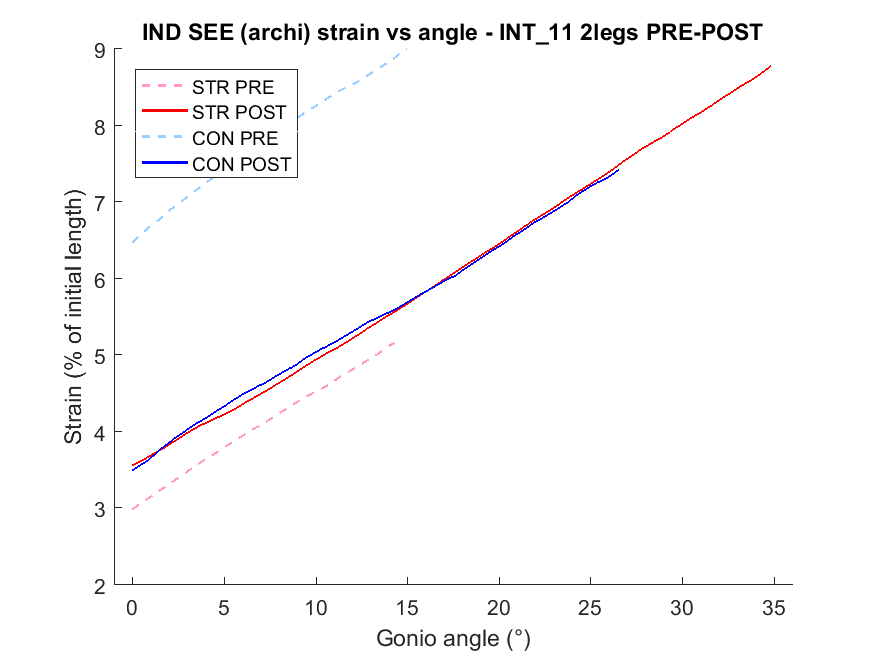 IND SEE (archi) strain vs angle - INT_11 2legs PRE-POST
STR PRE
STR POST
CON PRE
CON POST
Strain (% of initial length)
9
8
7
6
5
4
3
2
0 5 10 15 20 25 30 35
Gonio angle (°)